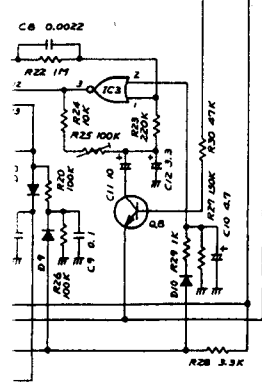 C8 0.0022
R22 1M
IC3
2
3
1
2
R24
10K
R23
220K
R25 100K
R30 47K
C11 10
C12 3.3
R20
100K
Q8
R29 1K
R27 150K
C10 4.7
D9
R26
100K
C9 0.1
D10
R28 3.3K